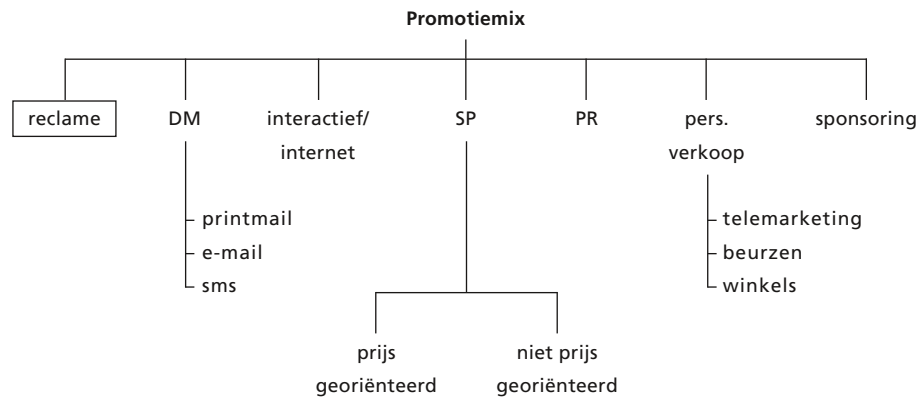 Promotiemix
reclame
DM
interactief/
internet
SP
PR
pers.
verkoop
sponsoring
printmail
e-mail
sms
telemarketing
beurzen
winkels
prijs
georiënteerd
niet prijs
georiënteerd